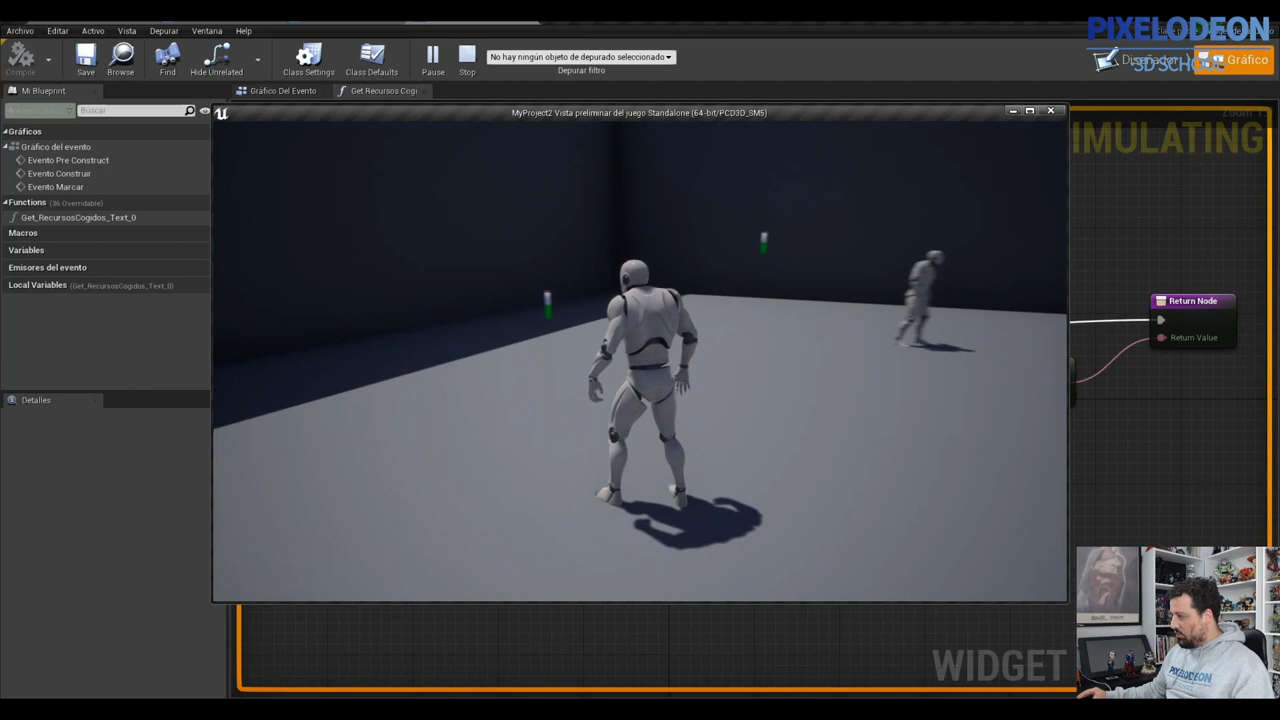 PIXELODEON
3D SCHOOL
Archivo Editar Activo Vista Depurar Ventana Help
Compile Save Browse Find Hide Unrelated Class Settings Class Defaults Pause Stop
No hay ningún objeto de depurado seleccionado
Depurar filtro
Diseñador Gráfico
Mi Blueprint
Gráfico Del Evento
Get Recursos Cogi
Buscar
MyProject2 Vista preliminar del juego Standalone (64-bit/PCD3D_SM5)
IMULATING
Gráficos
Gráfico del evento
Evento Pre Construct
Evento Construir
Evento Marcar
Functions (36 Overridable)
Get_RecursosCogidos_Text_0
Macros
Variables
Emisores del evento
Local Variables (Get_RecursosCogidos_Text_0)
Return Node
Return Value
Detalles
WIDGET
PIXELODEON